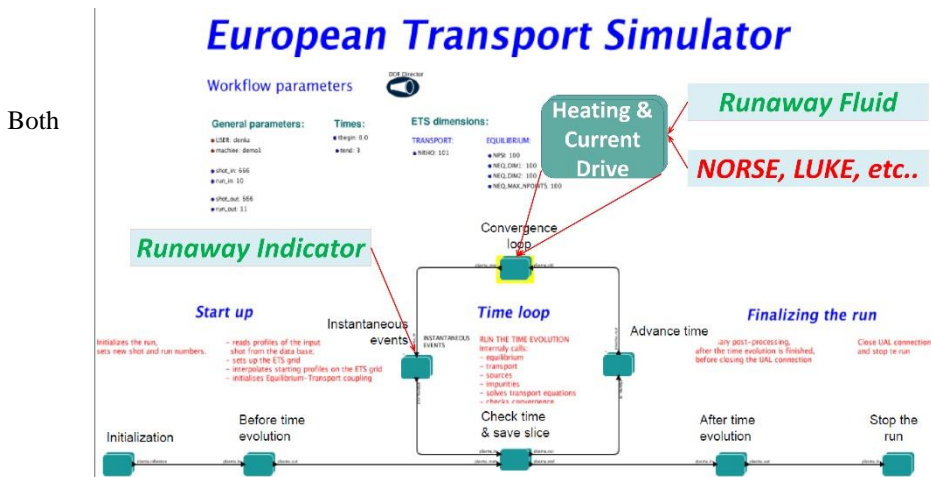 European Transport Simulator
Both
Workflow parameters
DDF Director
General parameters:
USER: denka
machine: demo1
shot_in: 666
run_in: 10
shot_out: 666
run_out: 11
Times:
tbegin: 0.0
tend: 3
ETS dimensions:
TRANSPORT:
NRHO: 101
EQUILIBRIUM:
NPSI: 100
NEQ_DIM1: 100
NEQ_DIM2: 100
NEQ_MAX_NPOINTS: 100
Heating &
Current
Drive
Runaway Fluid
NORSE, LUKE, etc..
Runaway Indicator
Convergence
loop
Start up
Initializes the run,
sets new shot and run numbers.
- reads profiles of the input
shot from the data base,
- sets up the ETS grid
- interpolates starting profiles on the ETS grid
- initialises Equilibrium-Transport coupling
Instantaneous
events
INSTANTANEOUS
EVENTS
Time loop
RUN THE TIME EVOLUTION
Internully calls:
- equilibrium
- transport
- sources
- impurities
- solves transport equations
- checks convergence
Advance time
Finalizing the run
ary post-processing,
after the time evolution is finished,
before closing the UAL connection
Close UAL connection
and stop te run
Initialization
Before time
evolution
Check time
& save slice
After time
evolution
Stop the
run